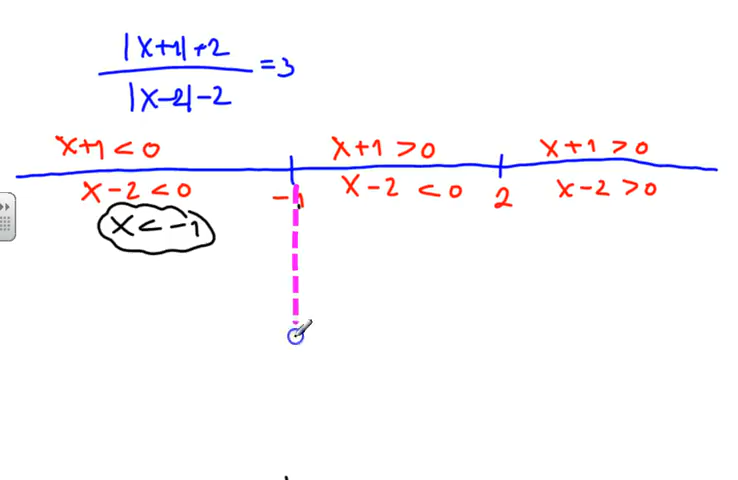 |x+1|+2
|x-2|-2
=3
x+1<0 x+1>0 x+1>0
x-2<0 -1 x-2<0 2 x-2>0
x<-1